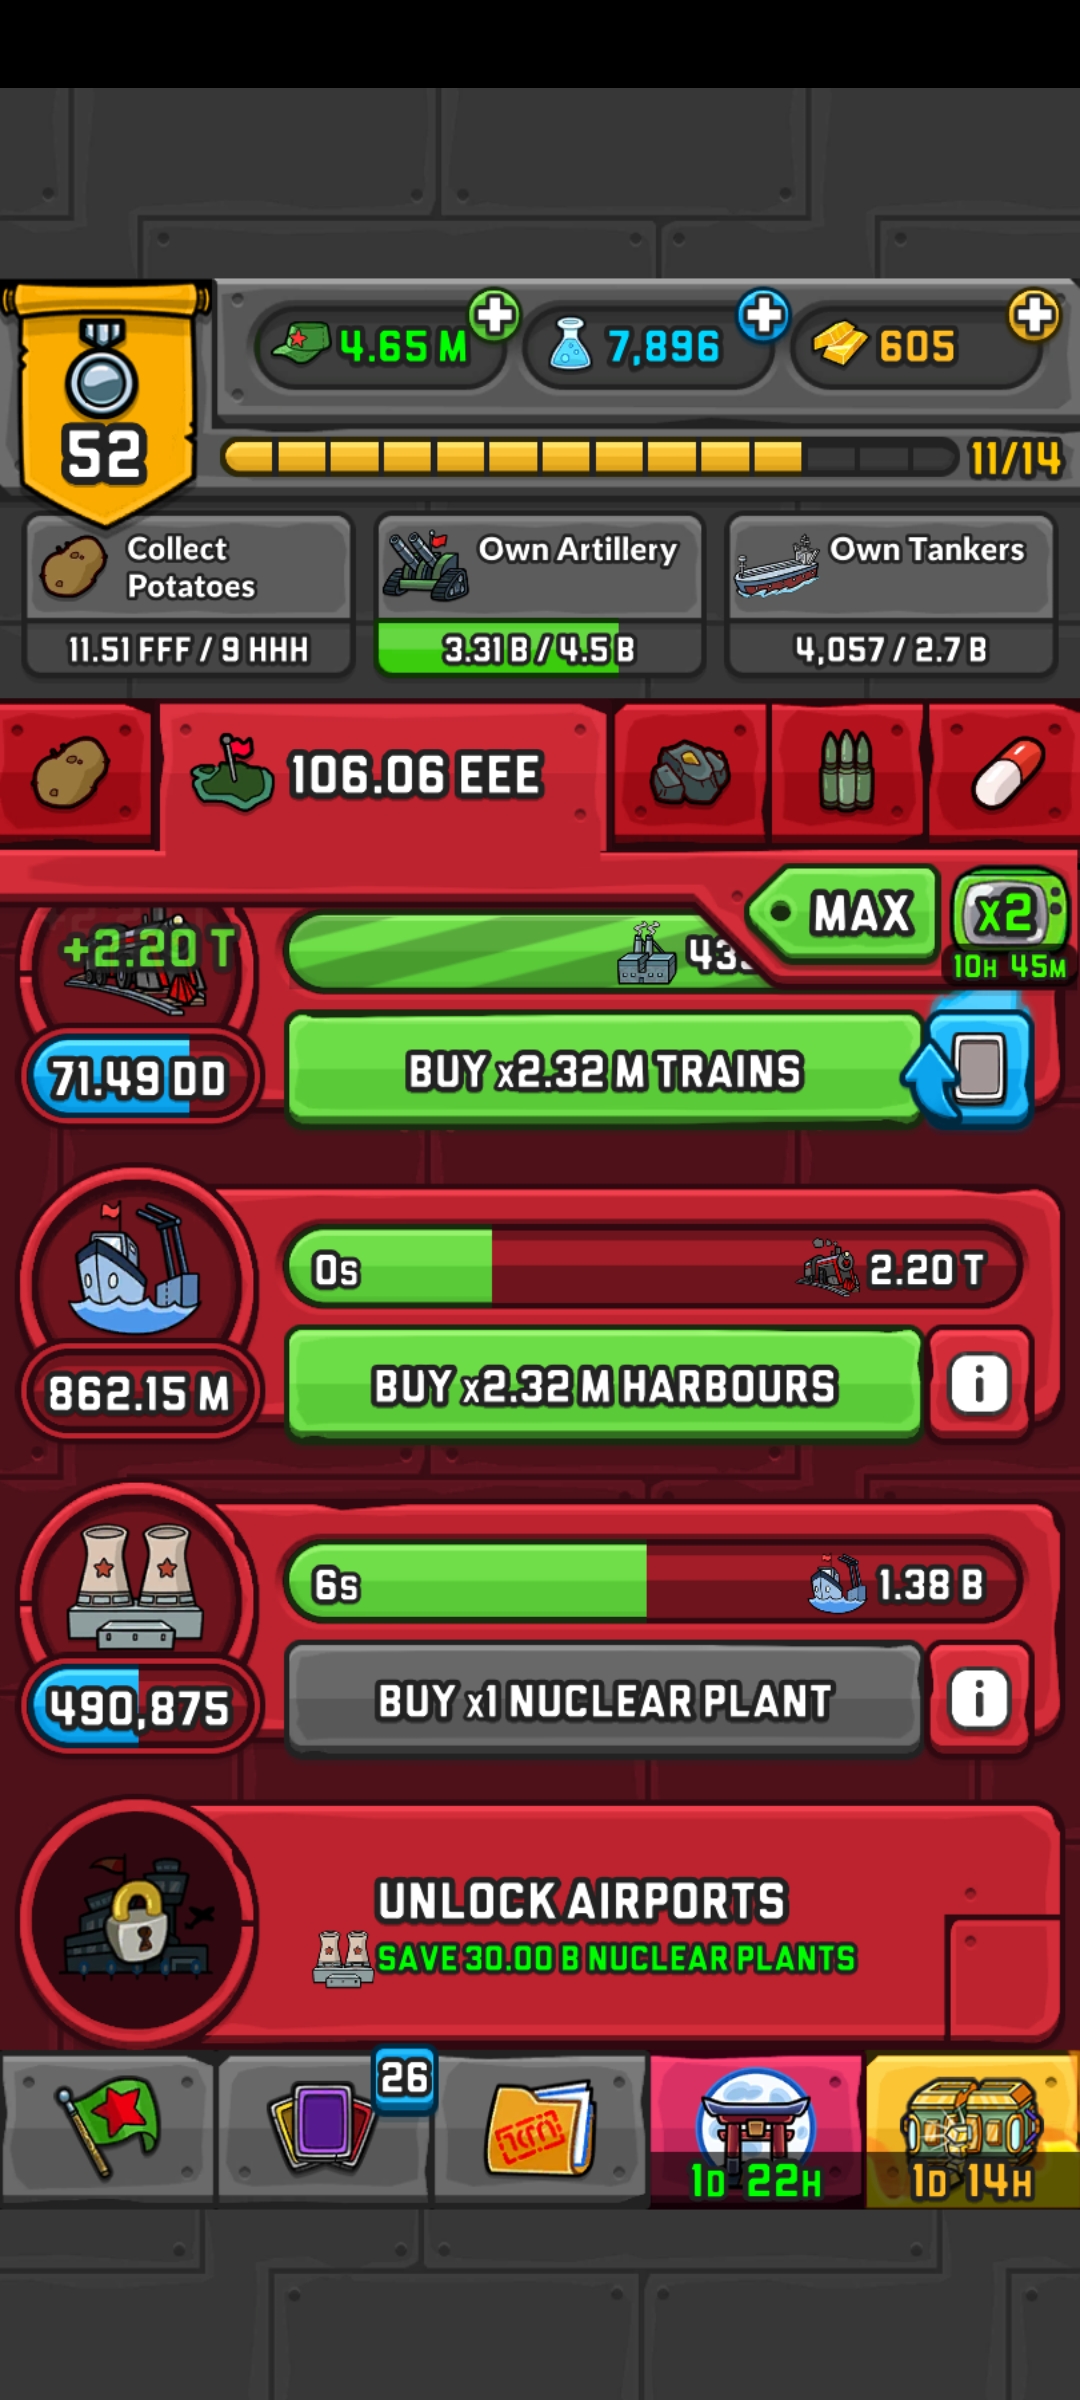 4.65 M
7,896
605
52
11/14
Collect
Potatoes
Own Artillery
Own Tankers
11.51 FFF / 9 HHH
3.31 B / 4.5 B
4,057 / 2.7 B
106.06 EEE
MAX
x2
10H 45M
+2.20 T
71.49 DD
BUY x2.32 M TRAINS
0s
2.20 T
862.15 M
BUY x2.32 M HARBOURS
6s
1.38 B
490,875
BUY x1 NUCLEAR PLANT
UNLOCK AIRPORTS
SAVE 30.00 B NUCLEAR PLANTS
26
1D 22H
1D 14H